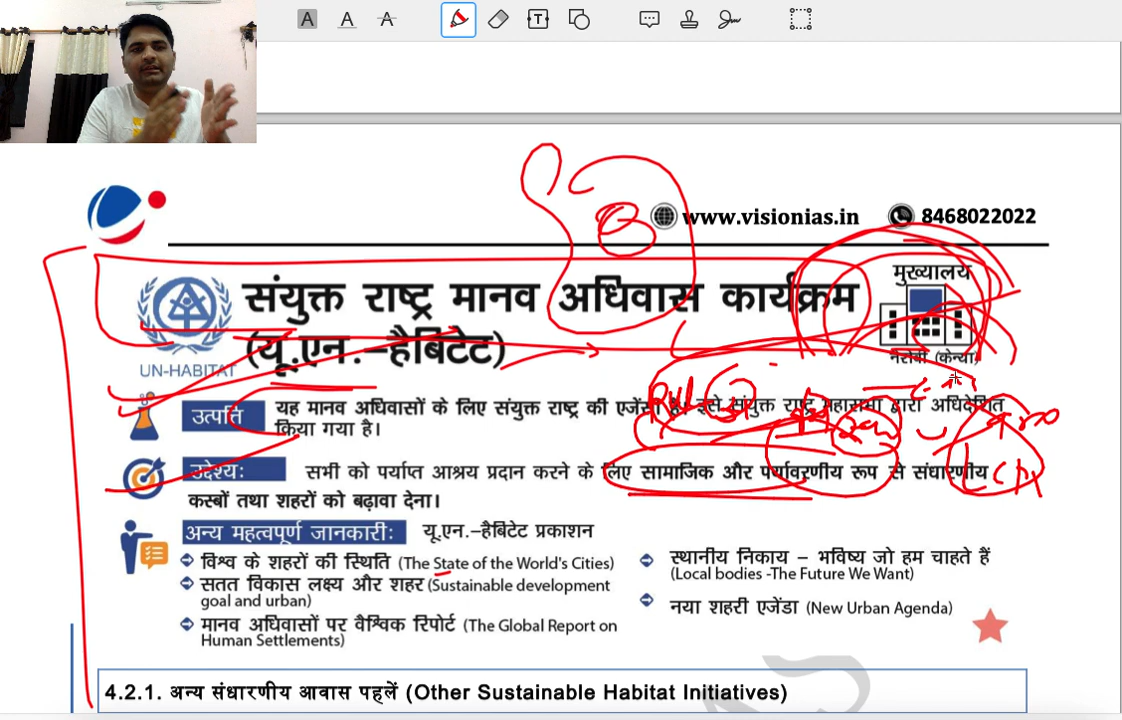 A A A T
www.visionias.in 8468022022
संयुक्त राष्ट्र मानव अधिवास कार्यक्रम
(यू.एन.–हैबिटेट)
मुख्यालय
नैरोबी (केन्या)
UN-HABITAT
उत्पत्ति यह मानव अधिवासों के लिए संयुक्त राष्ट्र की एजेंसी है। इसे संयुक्त राष्ट्र महासभा द्वारा अधिदेशित
किया गया है।
उद्देश्य: सभी को पर्याप्त आश्रय प्रदान करने के लिए सामाजिक और पर्यावरणीय रूप से संधारणीय
कस्बों तथा शहरों को बढ़ावा देना।
अन्य महत्वपूर्ण जानकारी: यू.एन.–हैबिटेट प्रकाशन
विश्व के शहरों की स्थिति (The State of the World's Cities)
सतत विकास लक्ष्य और शहर (Sustainable development
goal and urban)
मानव अधिवासों पर वैश्विक रिपोर्ट (The Global Report on
Human Settlements)
स्थानीय निकाय – भविष्य जो हम चाहते हैं
(Local bodies -The Future We Want)
नया शहरी एजेंडा (New Urban Agenda)
4.2.1. अन्य संधारणीय आवास पहलें (Other Sustainable Habitat Initiatives)